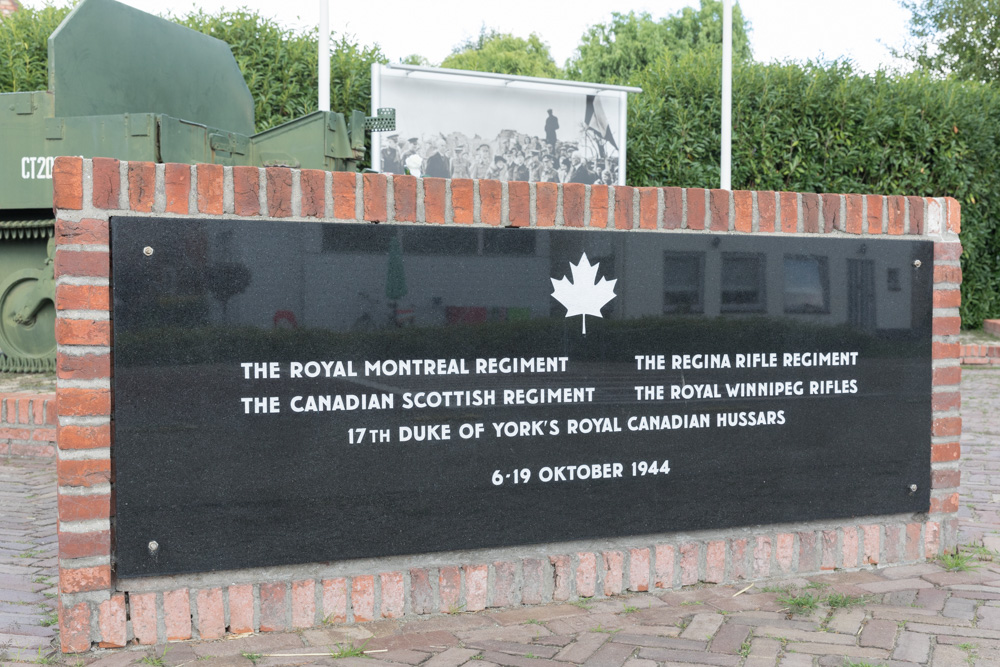 CT20
THE ROYAL MONTREAL REGIMENT THE REGINA RIFLE REGIMENT
THE CANADIAN SCOTTISH REGIMENT THE ROYAL WINNIPEG RIFLES
17TH DUKE OF YORK'S ROYAL CANADIAN HUSSARS
6-19 OKTOBER 1944